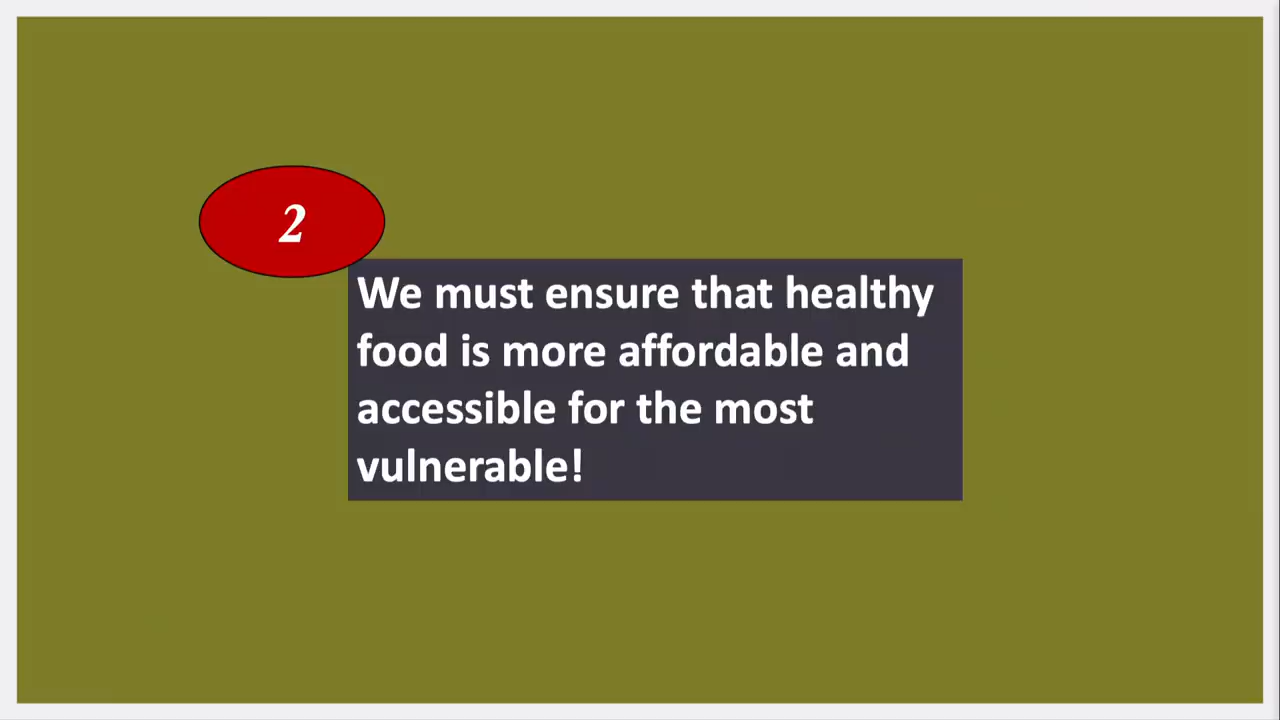 2
We must ensure that healthy
food is more affordable and
accessible for the most
vulnerable!